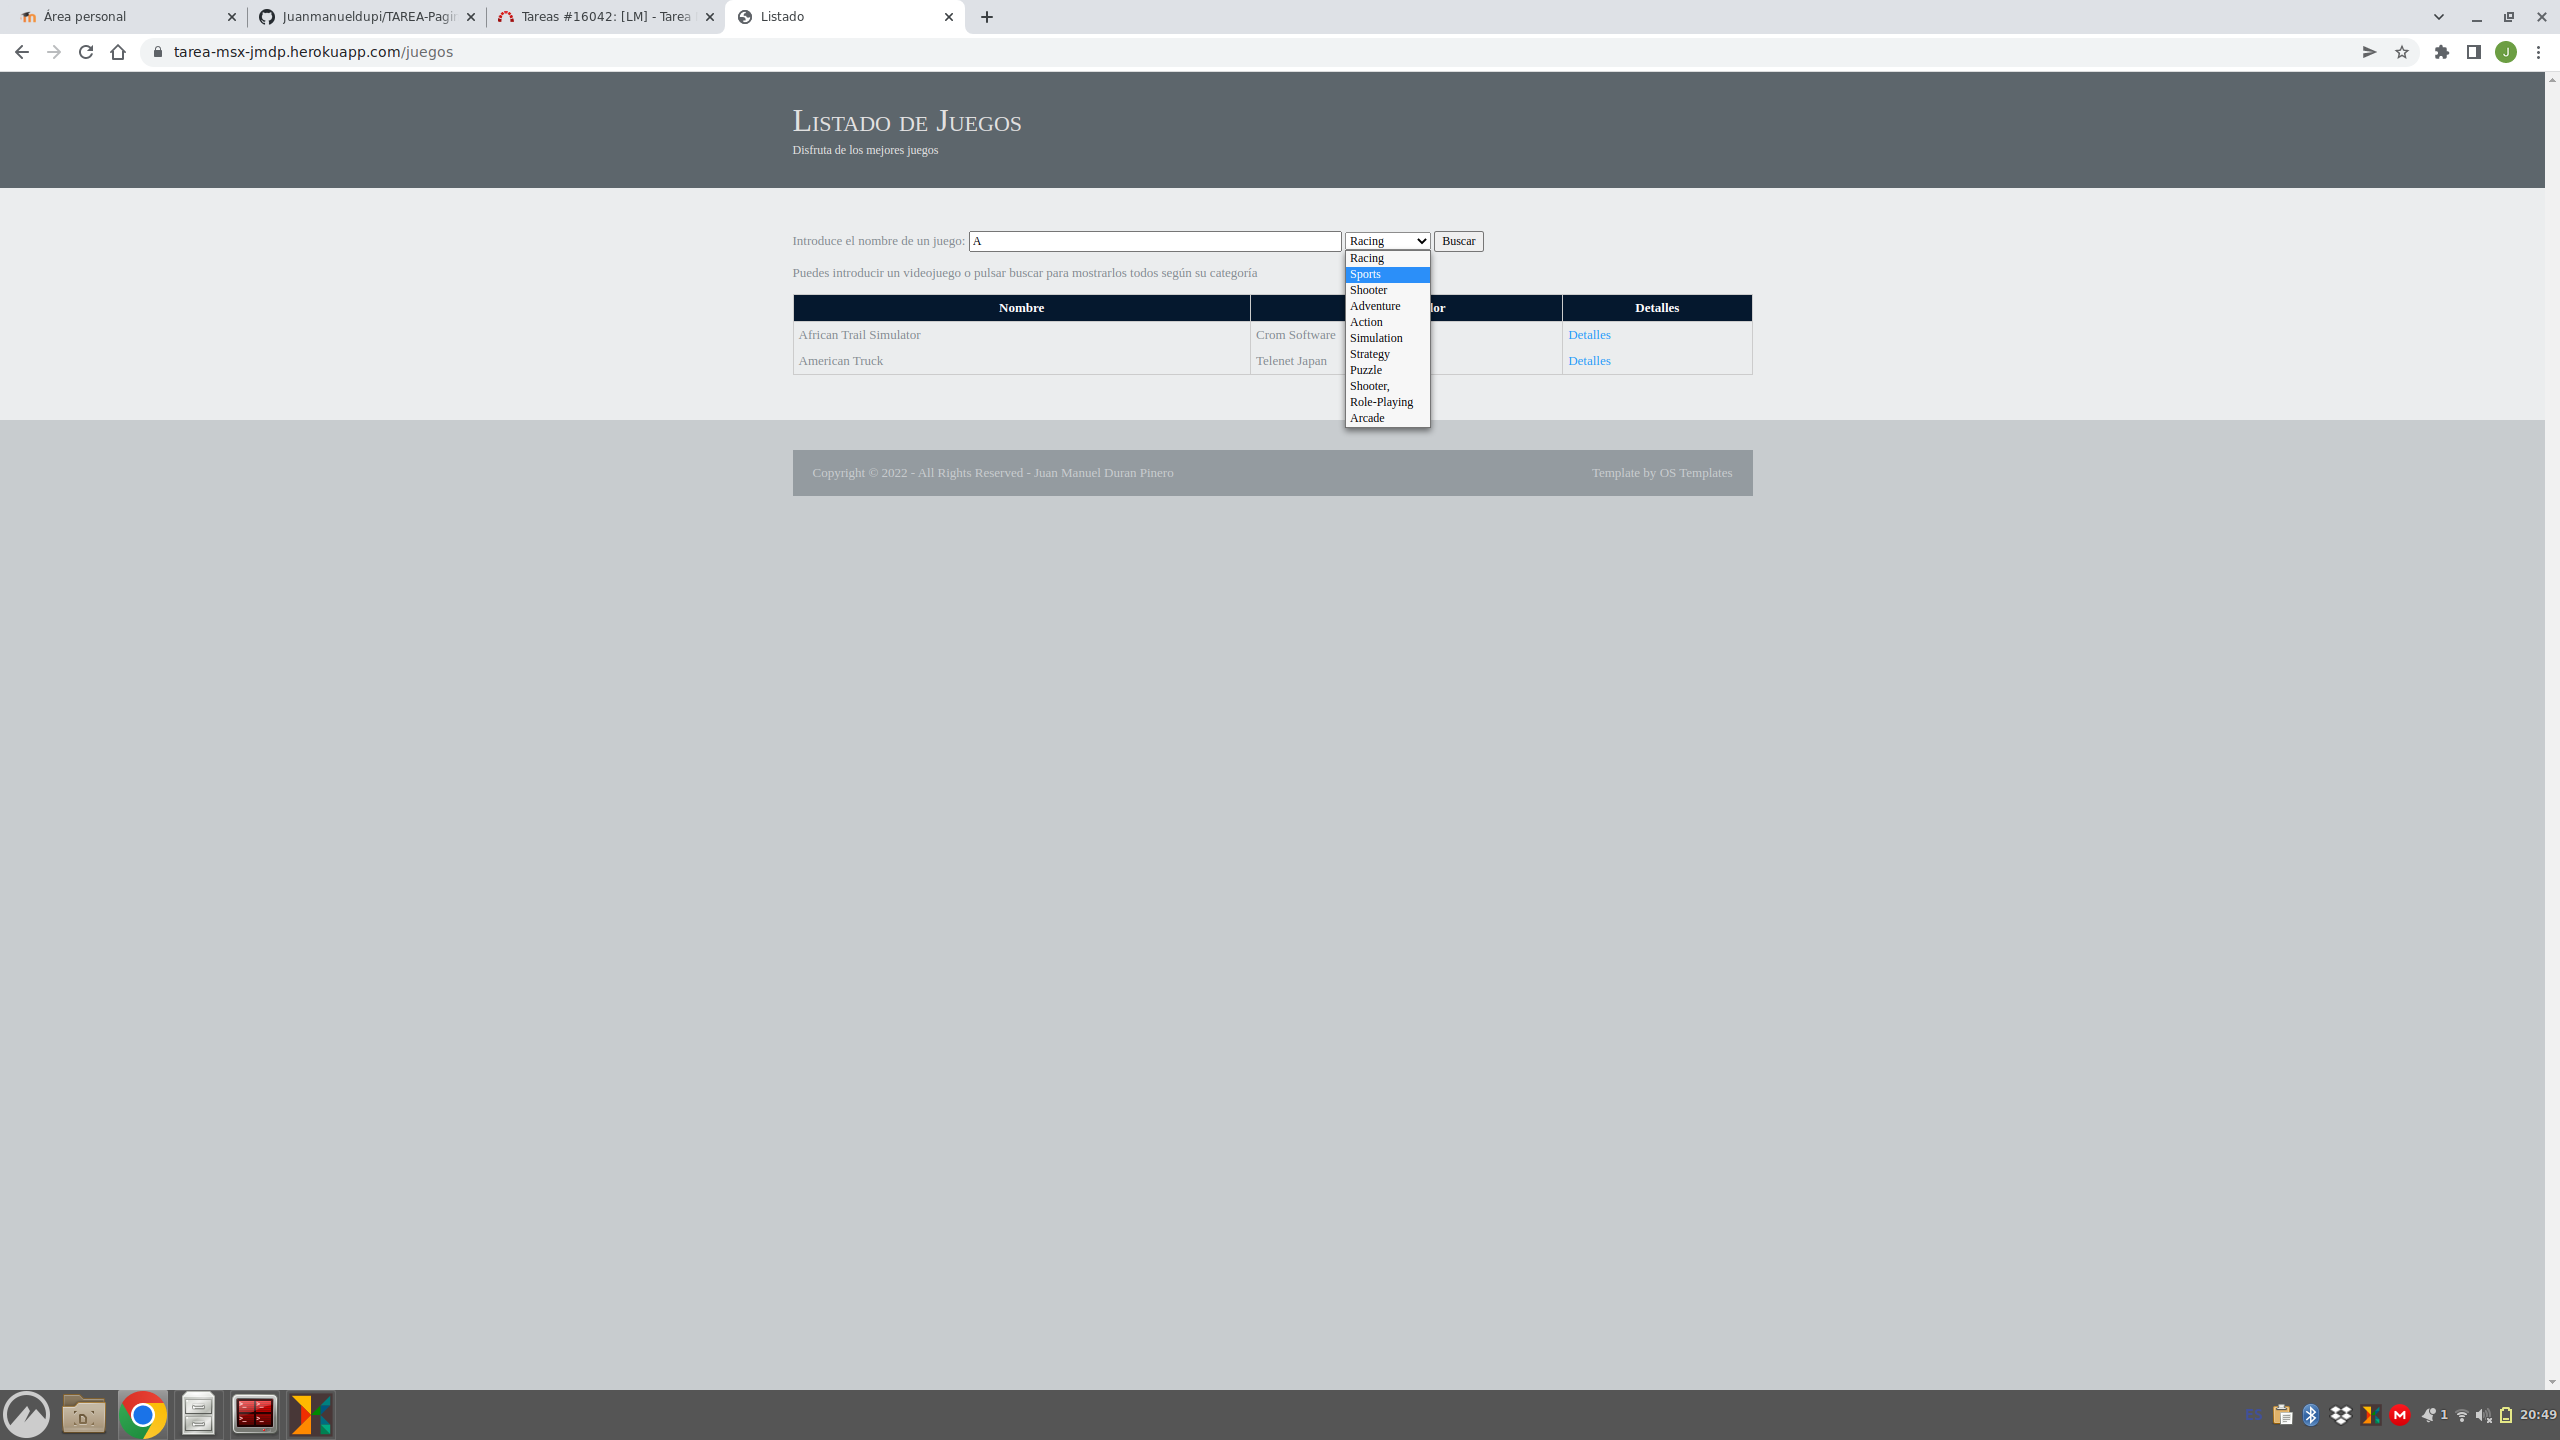 Área personal
Juanmanueldupi/TAREA-Pagin
Tareas #16042: [LM] - Tarea
Listado
tarea-msx-jmdp.herokuapp.com/juegos
J
Listado de Juegos
Disfruta de los mejores juegos
Introduce el nombre de un juego: A Racing Buscar
Puedes introducir un videojuego o pulsar buscar para mostrarlos todos según su categoría
Racing
Sports
Shooter
Adventure
Action
Simulation
Strategy
Puzzle
Shooter,
Role-Playing
Arcade
Nombre lor Detalles
African Trail Simulator Crom Software Detalles
American Truck Telenet Japan Detalles
Copyright © 2022 - All Rights Reserved - Juan Manuel Duran Pinero Template by OS Templates
D
M
1
20:49